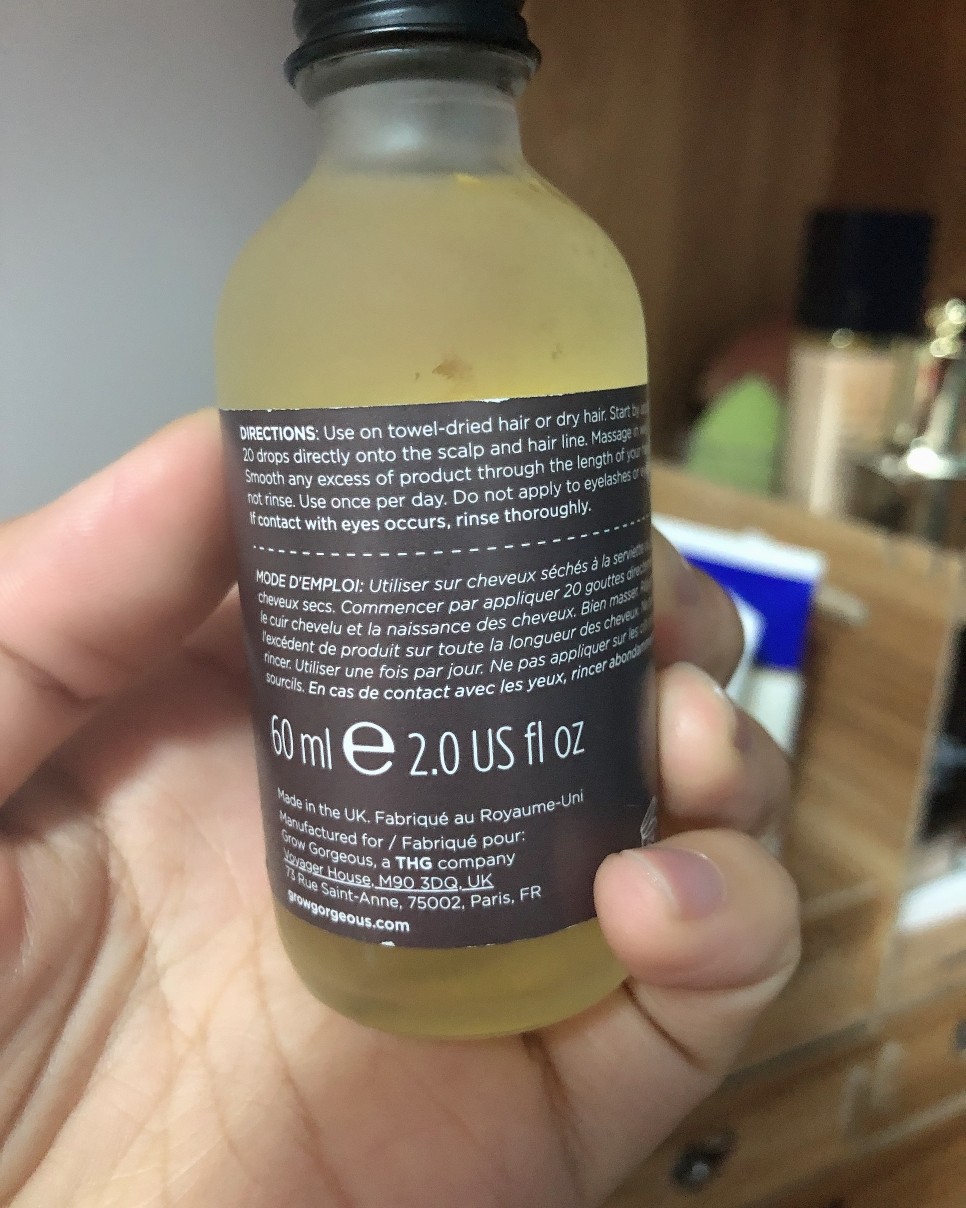 DIRECTIONS: Use on towel-dried hair or dry hair. Start by
20 drops directly onto the scalp and hair line. Massage in
Smooth any excess of product through the length of your
not rinse. Use once per day. Do not apply to eyelashes or
If contact with eyes occurs, rinse thoroughly.
MODE D'EMPLOI: Utiliser sur cheveux séchés à la serviette
cheveux secs. Commencer par appliquer 20 gouttes
le cuir chevelu et la naissance des cheveux. Bien masser.
l'excédent de produit sur toute la longueur des cheveux.
rincer. Utiliser une fois par jour. Ne pas appliquer sur les
sourcils. En cas de contact avec les yeux, rincer
60 ml e 2.0 US fl oz
Made in the UK. Fabriqué au Royaume-Uni
Manufactured for / Fabriqué pour:
Grow Gorgeous, a THG company
Voyager House, M90 3DQ, UK
73 Rue Saint-Anne, 75002, Paris, FR
growgorgeous.com